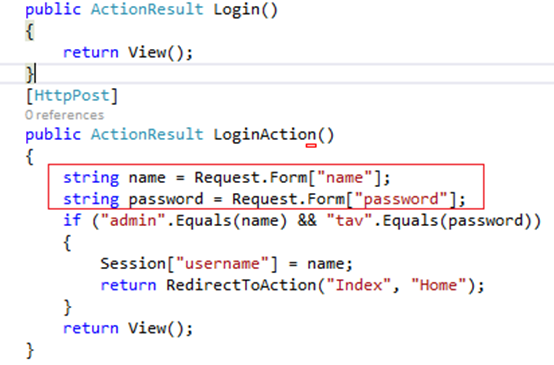 public ActionResult Login()
{
    return View();
}
[HttpPost]
0 references
public ActionResult LoginAction()
{
    string name = Request.Form["name"];
    string password = Request.Form["password"];
    if ("admin".Equals(name) && "tav".Equals(password))
    {
        Session["username"] = name;
        return RedirectToAction("Index", "Home");
    }
    return View();
}